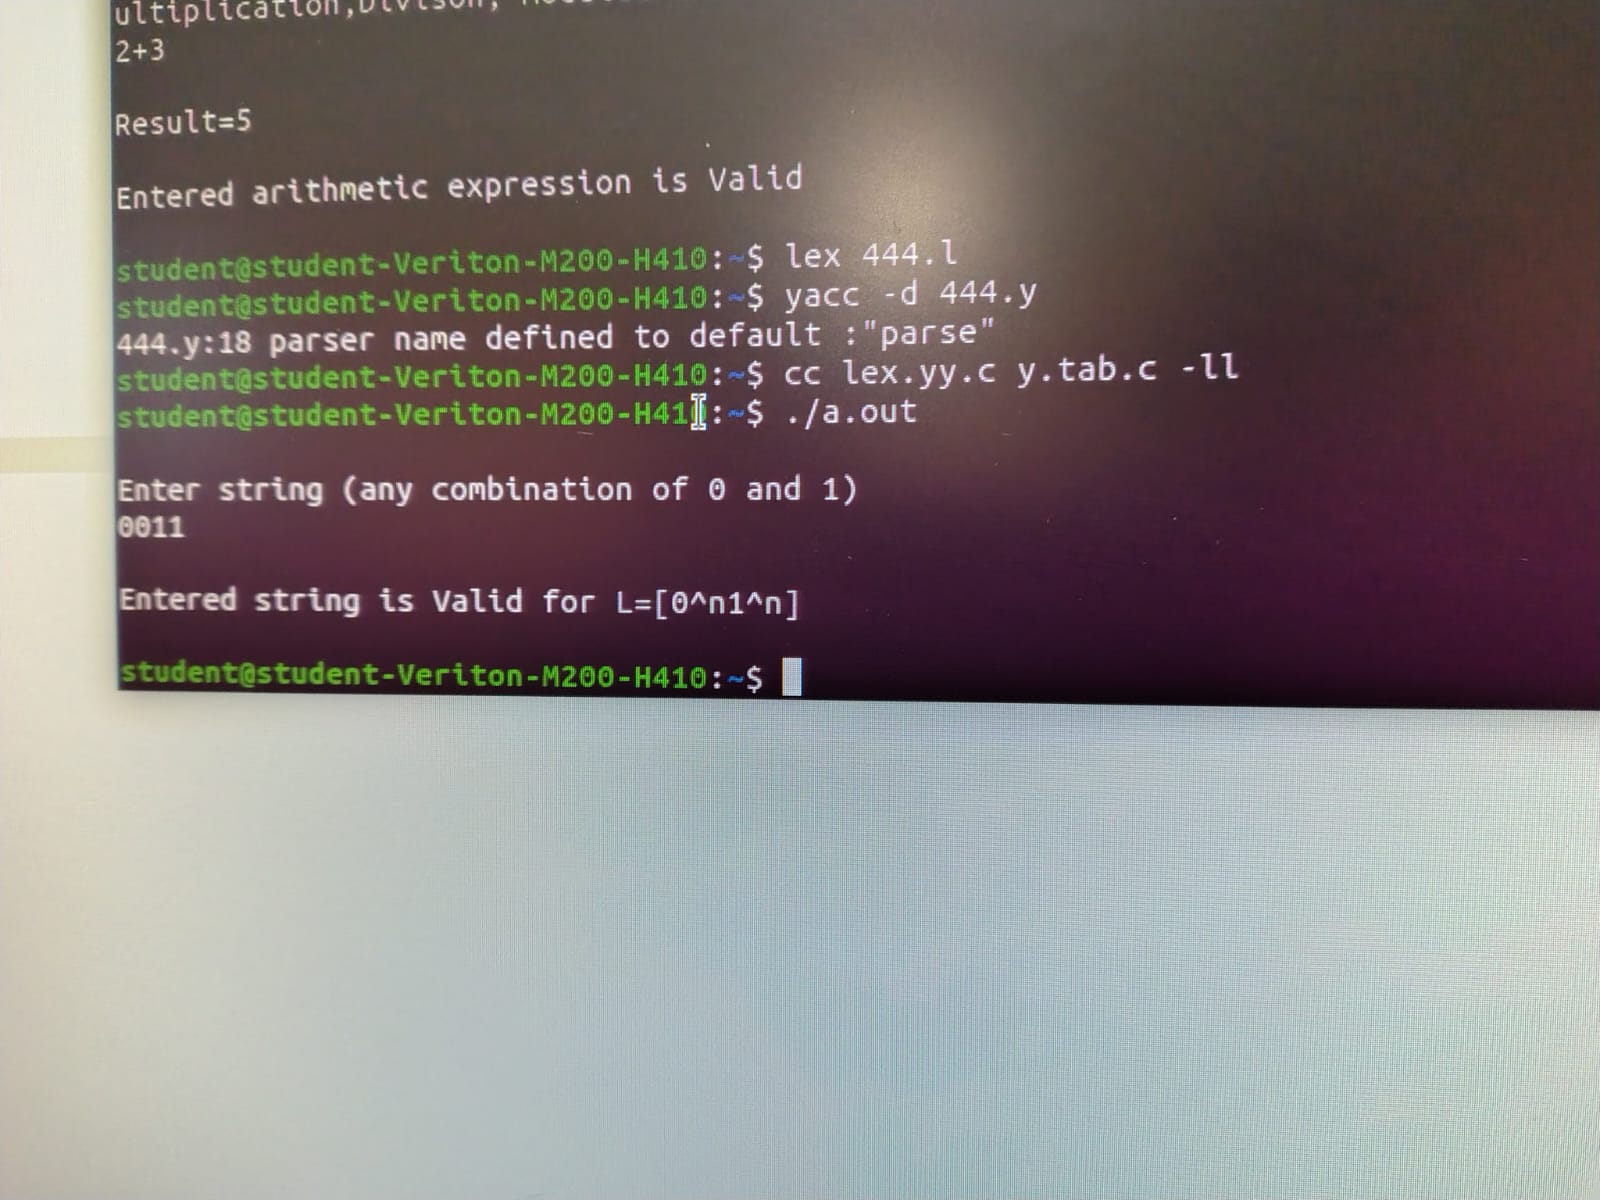 ultiplication,Divison,
2+3
Result=5
Entered arithmetic expression is Valid
student@student-Veriton-M200-H410:~$ lex 444.l
student@student-Veriton-M200-H410:~$ yacc -d 444.y
444.y:18 parser name defined to default :"parse"
student@student-Veriton-M200-H410:~$ cc lex.yy.c y.tab.c -ll
student@student-Veriton-M200-H410:~$ ./a.out
Enter string (any combination of 0 and 1)
0011
Entered string is Valid for L=[0^n1^n]
student@student-Veriton-M200-H410:~$